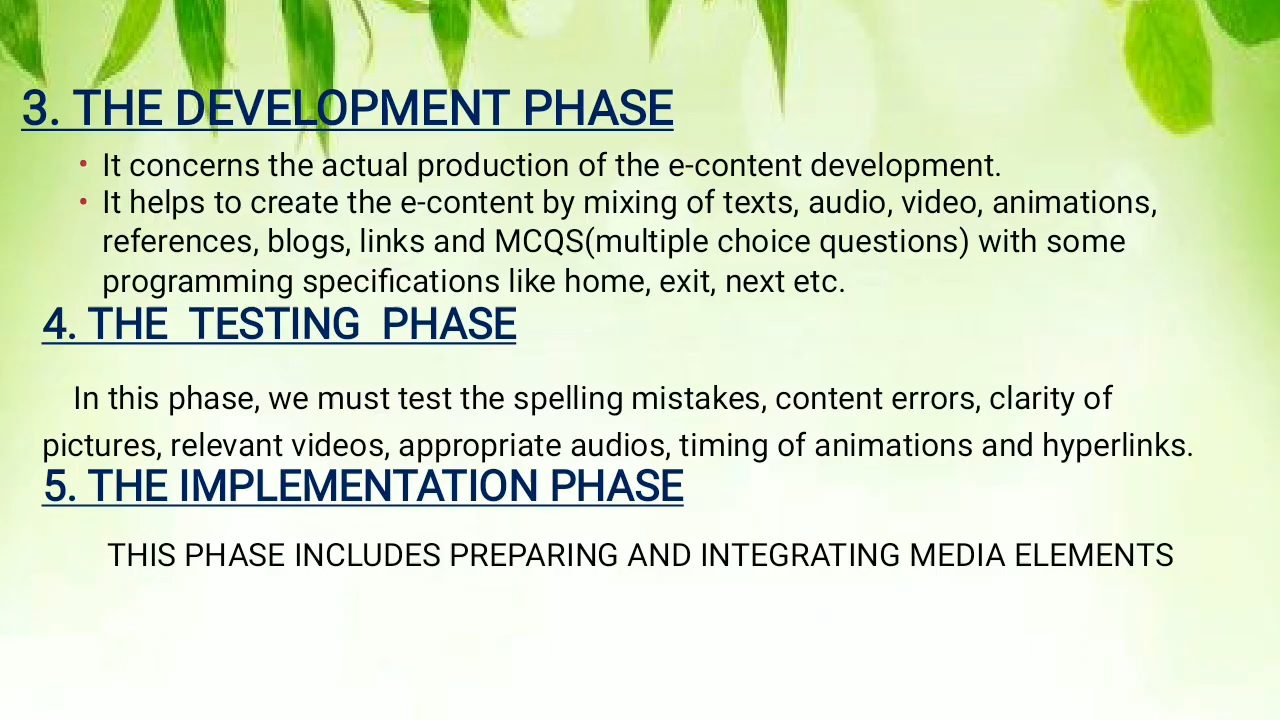 3. THE DEVELOPMENT PHASE
• It concerns the actual production of the e-content development.
• It helps to create the e-content by mixing of texts, audio, video, animations,
references, blogs, links and MCQS(multiple choice questions) with some
programming specifications like home, exit, next etc.
4. THE TESTING PHASE
In this phase, we must test the spelling mistakes, content errors, clarity of
pictures, relevant videos, appropriate audios, timing of animations and hyperlinks.
5. THE IMPLEMENTATION PHASE
THIS PHASE INCLUDES PREPARING AND INTEGRATING MEDIA ELEMENTS